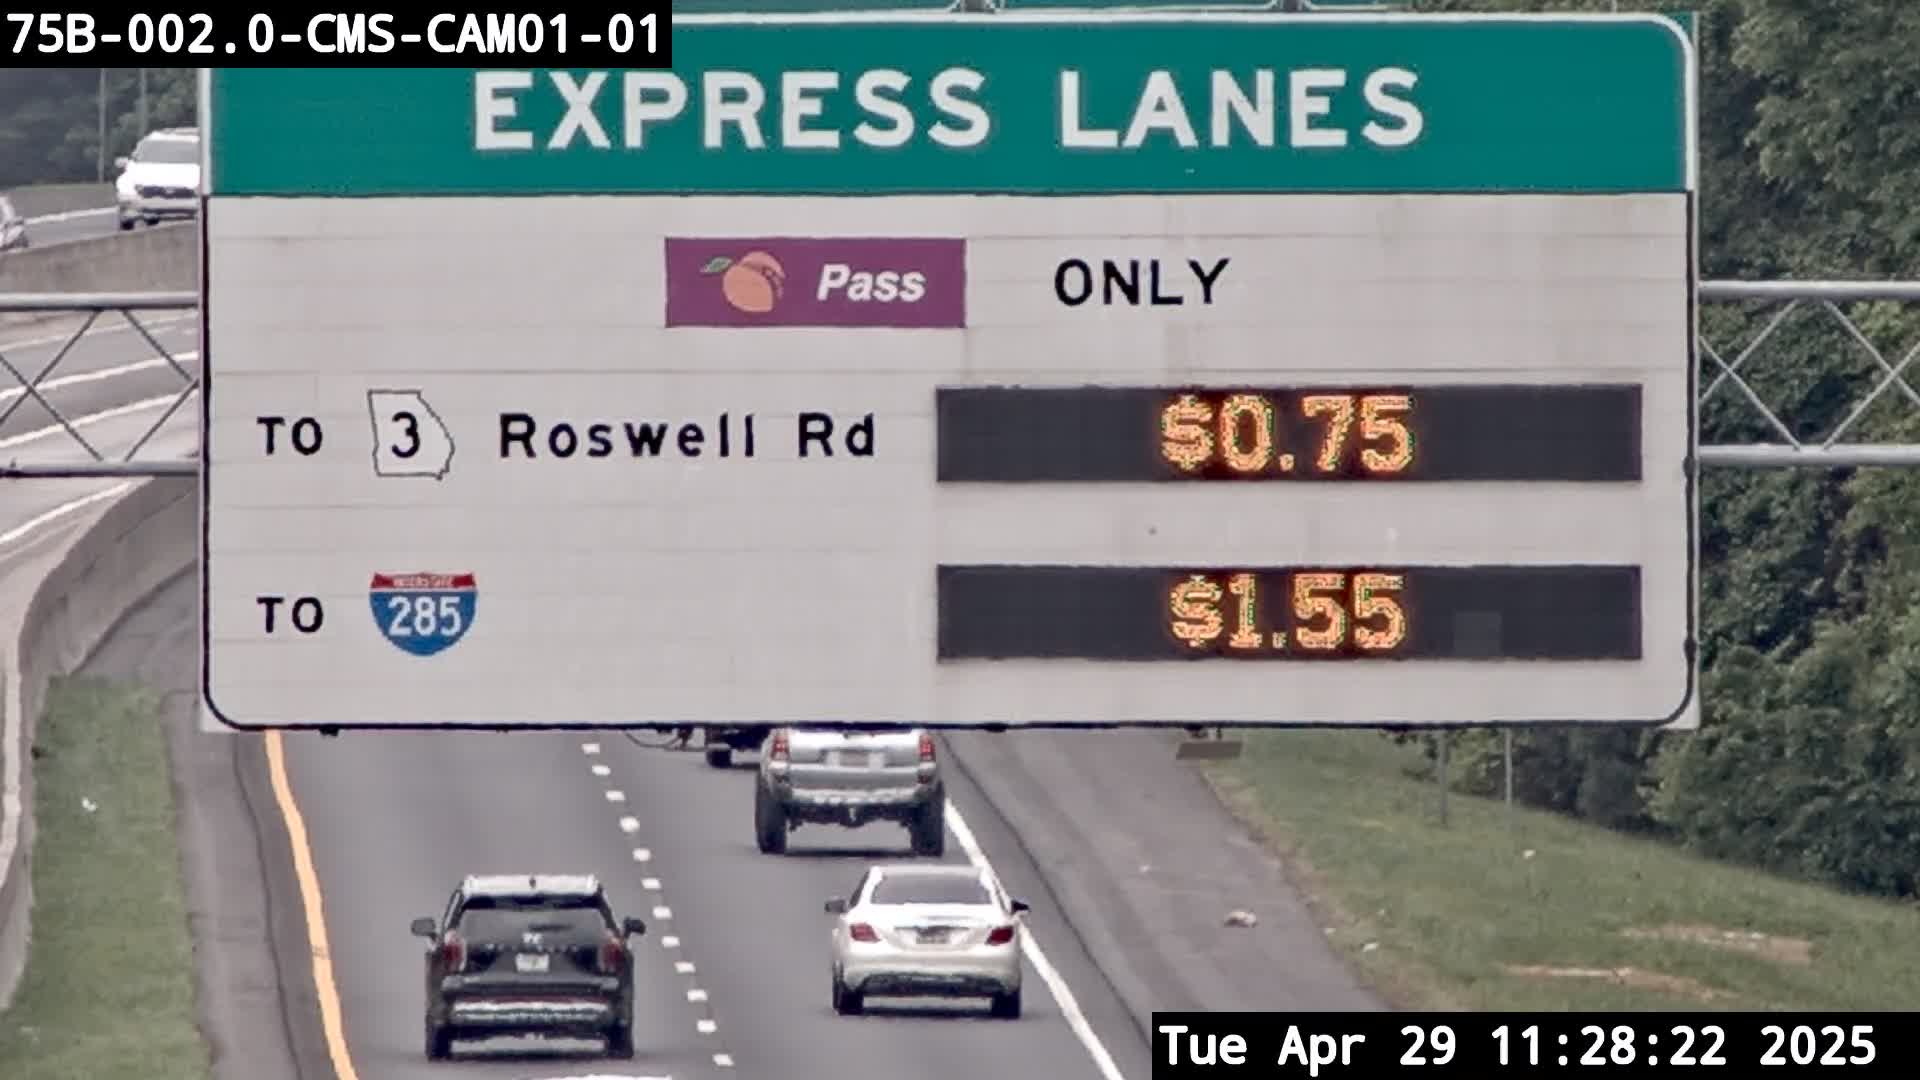 75B-002.0-CMS-CAM01-01
EXPRESS LANES
Pass ONLY
TO 3 Roswell Rd $0.75
INTERSTATE
TO 285 $1.55
Tue Apr 29 11:28:22 2025